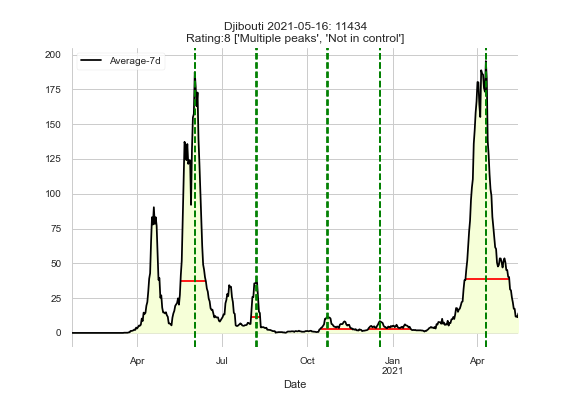 Djibouti 2021-05-16: 11434
Rating:8 ['Multiple peaks', 'Not in control']
Average-7d
200
175
150
125
100
75
50
25
0
Apr
Jul
Oct
Jan
2021
Apr
Date